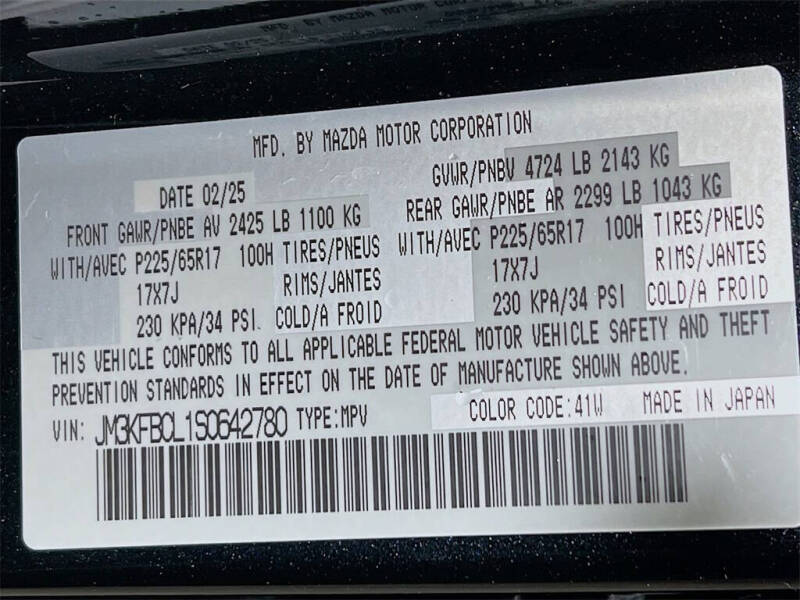 MFD. BY MAZDA MOTOR CORPORATION
MFD. BY MAZDA MOTOR CORPORATION
DATE 02/25
GVWR/PNBV 4724 LB 2143 KG
FRONT GAWR/PNBE AV 2425 LB 1100 KG
REAR GAWR/PNBE AR 2299 LB 1043 KG
WITH/AVEC P225/65R17 100H TIRES/PNEUS
17X7J RIMS/JANTES
230 KPA/34 PSI. COLD/A FROID
WITH/AVEC P225/65R17 100H TIRES/PNEUS
17X7J RIMS/JANTES
230 KPA/34 PSI COLD/A FROID
THIS VEHICLE CONFORMS TO ALL APPLICABLE FEDERAL MOTOR VEHICLE SAFETY AND THEFT
PREVENTION STANDARDS IN EFFECT ON THE DATE OF MANUFACTURE SHOWN ABOVE.
VIN: JM3KFBCL1S0642780 TYPE:MPV
COLOR CODE:41W MADE IN JAPAN